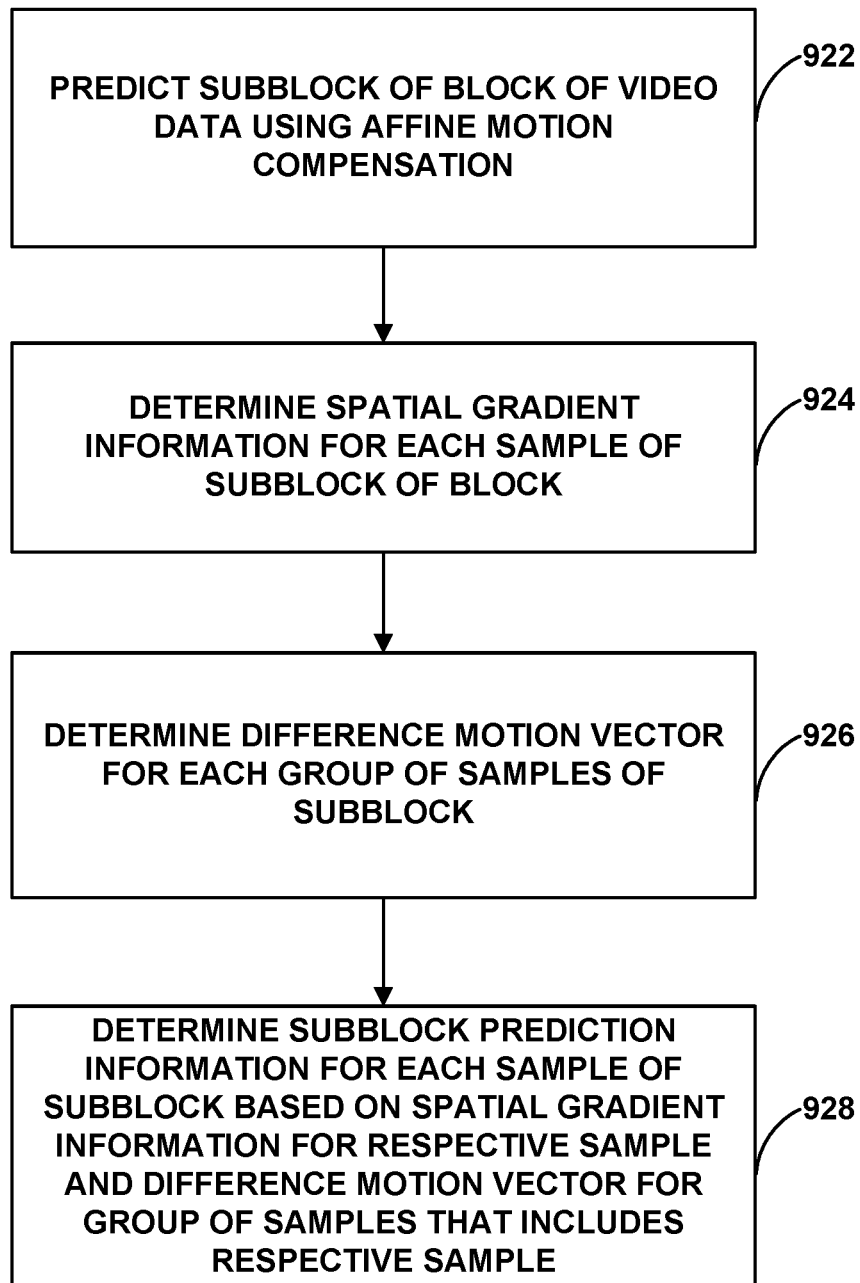 PREDICT SUBBLOCK OF BLOCK OF VIDEO
DATA USING AFFINE MOTION
COMPENSATION
922
DETERMINE SPATIAL GRADIENT
INFORMATION FOR EACH SAMPLE OF
SUBBLOCK OF BLOCK
924
DETERMINE DIFFERENCE MOTION VECTOR
FOR EACH GROUP OF SAMPLES OF
SUBBLOCK
926
DETERMINE SUBBLOCK PREDICTION
INFORMATION FOR EACH SAMPLE OF
SUBBLOCK BASED ON SPATIAL GRADIENT
INFORMATION FOR RESPECTIVE SAMPLE
AND DIFFERENCE MOTION VECTOR FOR
GROUP OF SAMPLES THAT INCLUDES
RESPECTIVE SAMPLE
928